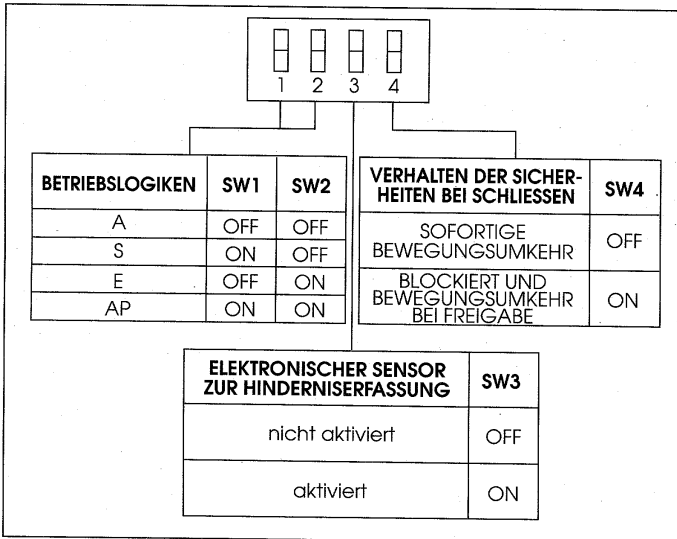 1 2 3 4
BETRIEBSLOGIKEN SW1 SW2
A OFF OFF
S ON OFF
E OFF ON
AP ON ON
VERHALTEN DER SICHER-
HEITEN BEI SCHLIESSEN SW4
SOFORTIGE
BEWEGUNGSUMKEHR OFF
BLOCKIERT UND
BEWEGUNGSUMKEHR ON
BEI FREIGABE
ELEKTRONISCHER SENSOR
ZUR HINDERNISERFASSUNG SW3
nicht aktiviert OFF
aktiviert ON